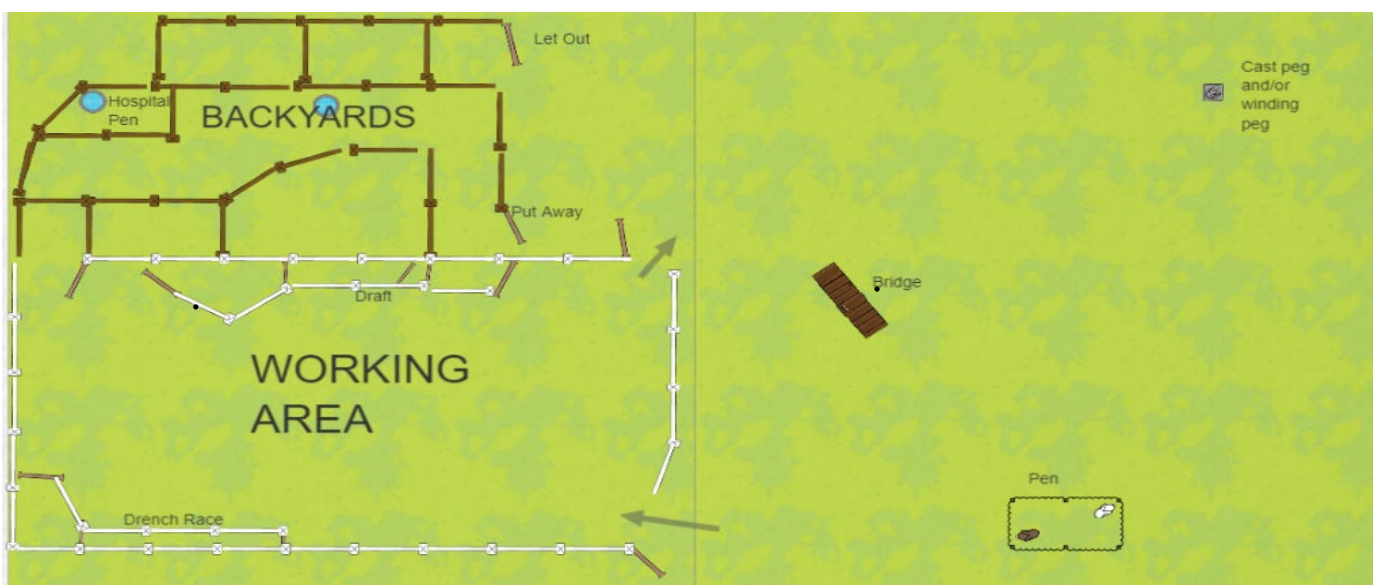 Let Out
Cast peg
and/or
winding
peg
Hospital
Pen
BACKYARDS
Put Away
Bridge
Draft
WORKING
AREA
Pen
Drench Race